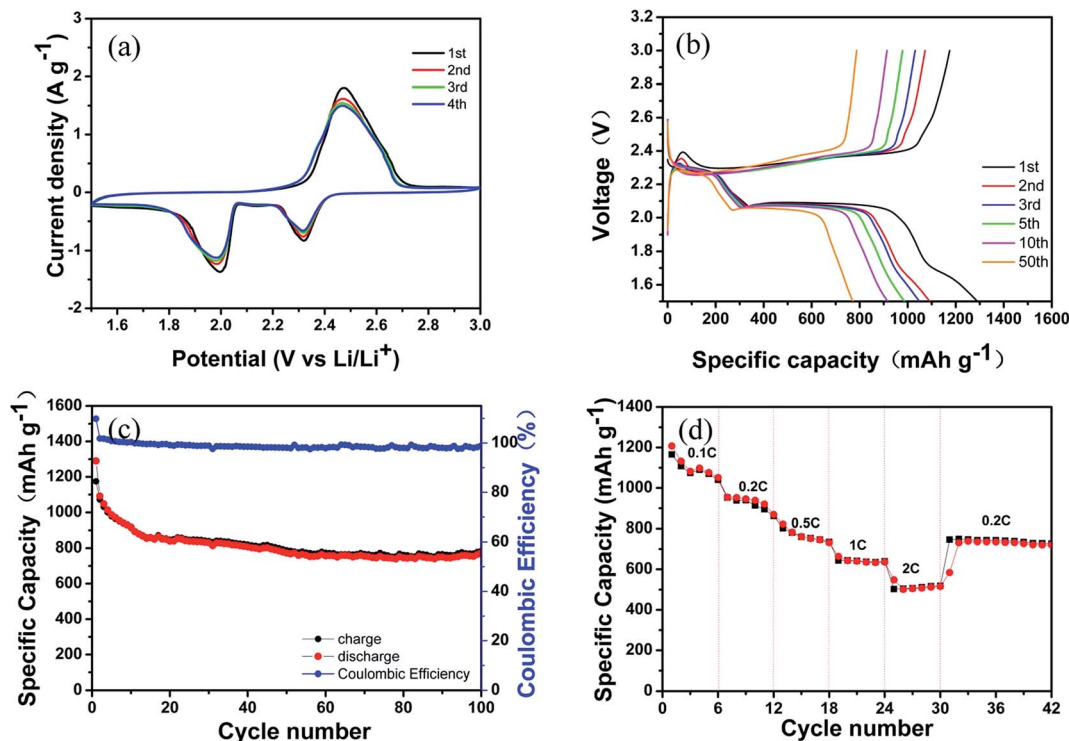 (a)
Current density (A g⁻¹)
3
2
1
0
-1
-2
1st
2nd
3rd
4th
1.6 1.8 2.0 2.2 2.4 2.6 2.8 3.0
Potential (V vs Li/Li⁺)
(b)
Voltage（V）
3.0
2.8
2.6
2.4
2.2
2.0
1.8
1.6
1st
2nd
3rd
5th
10th
50th
0 200 400 600 800 1000 1200 1400 1600
Specific capacity（mAh g⁻¹）
(c)
Specific Capacity（mAh g⁻¹）
1600
1400
1200
1000
800
600
400
200
0
charge
discharge
Coulombic Efficiency
100
80
60
40
20
0
Coulombic Efficiency（%）
0 20 40 60 80 100
Cycle number
(d)
Specific Capacity (mAh g⁻¹)
1400
1200
1000
800
600
400
200
0
0.1C
0.2C
0.5C
1C
2C
0.2C
0 6 12 18 24 30 36 42
Cycle number